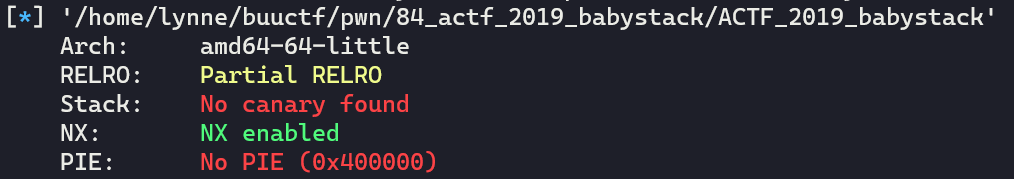 [*] '/home/lynne/buuctf/pwn/84_actf_2019_babystack/ACTF_2019_babystack'
Arch: amd64-64-little
RELRO: Partial RELRO
Stack: No canary found
NX: NX enabled
PIE: No PIE (0x400000)